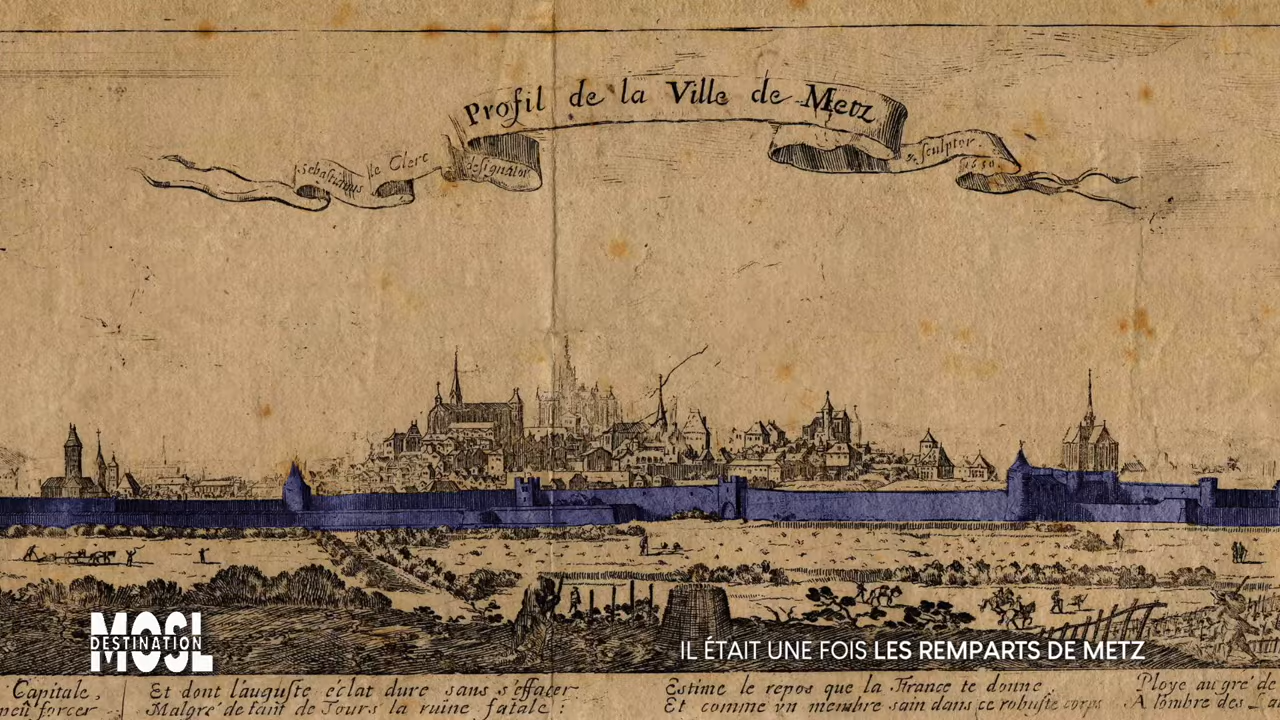 Profil de la Ville de Metz
Sebastianus le Clerc designator
& sculptor
1650
MOSL
DESTINATION
IL ÉTAIT UNE FOIS LES REMPARTS DE METZ
Capitale,
forcer
Et dont l'auguste éclat dure sans s'effacer
Malgré de tant de Tours la ruine fatale:
Estime le repos que la France te donne.
Et comme vn membre sain dans ce robuste corps
Ploye au gré de
A lombre des